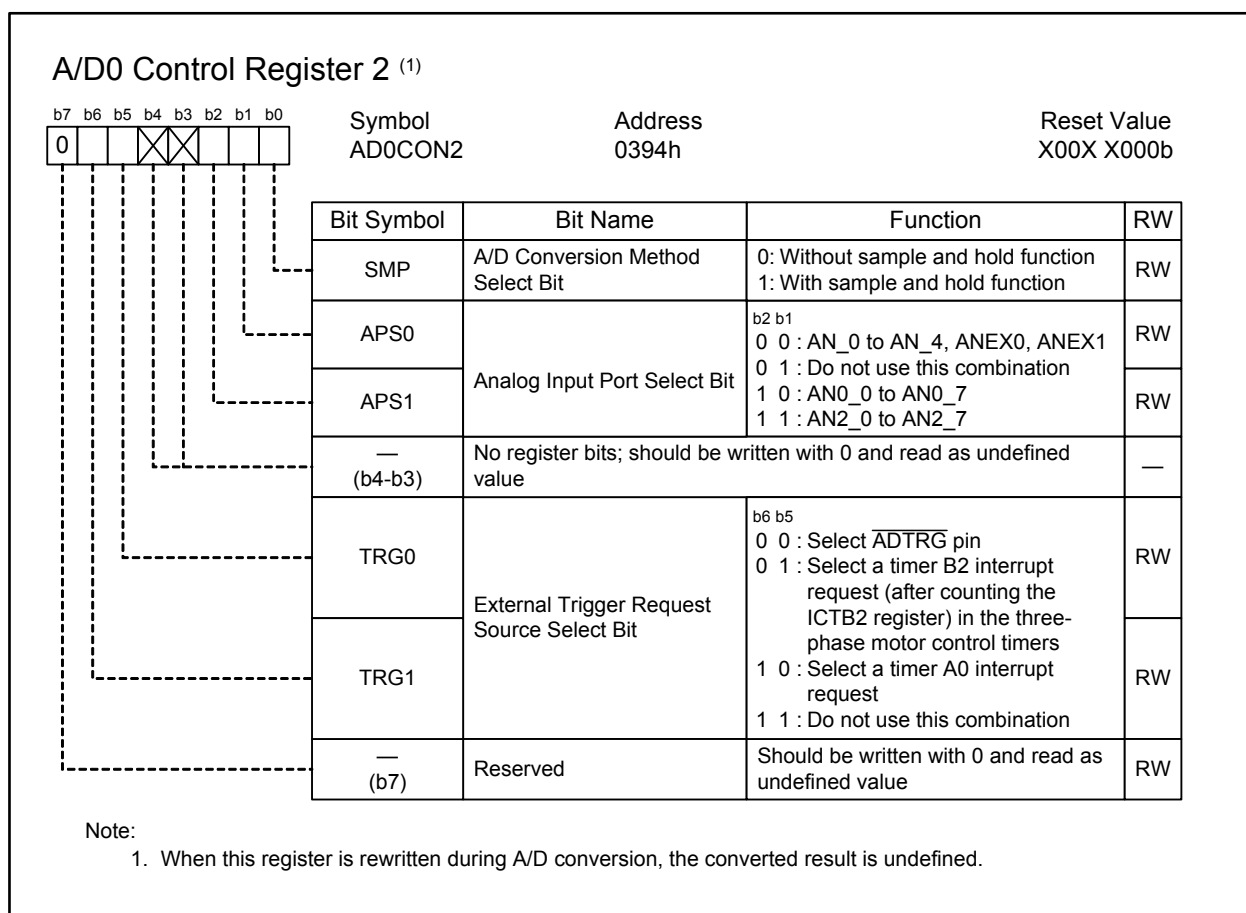 A/D0 Control Register 2 (1)
b7 b6 b5 b4 b3 b2 b1 b0
0
Symbol Address Reset Value
AD0CON2 0394h X00X X000b
Bit Symbol Bit Name Function RW
SMP
A/D Conversion Method
Select Bit
0: Without sample and hold function
1: With sample and hold function
RW
APS0
APS1
Analog Input Port Select Bit
b2 b1
0 0 : AN_0 to AN_4, ANEX0, ANEX1
0 1 : Do not use this combination
1 0 : AN0_0 to AN0_7
1 1 : AN2_0 to AN2_7
RW
RW
—
(b4-b3)
No register bits; should be written with 0 and read as undefined
value
—
TRG0
TRG1
External Trigger Request
Source Select Bit
b6 b5
0 0 : Select ADTRG pin
0 1 : Select a timer B2 interrupt
request (after counting the
ICTB2 register) in the three-
phase motor control timers
1 0 : Select a timer A0 interrupt
request
1 1 : Do not use this combination
RW
RW
—
(b7)
Reserved
Should be written with 0 and read as
undefined value
RW
Note:
1. When this register is rewritten during A/D conversion, the converted result is undefined.